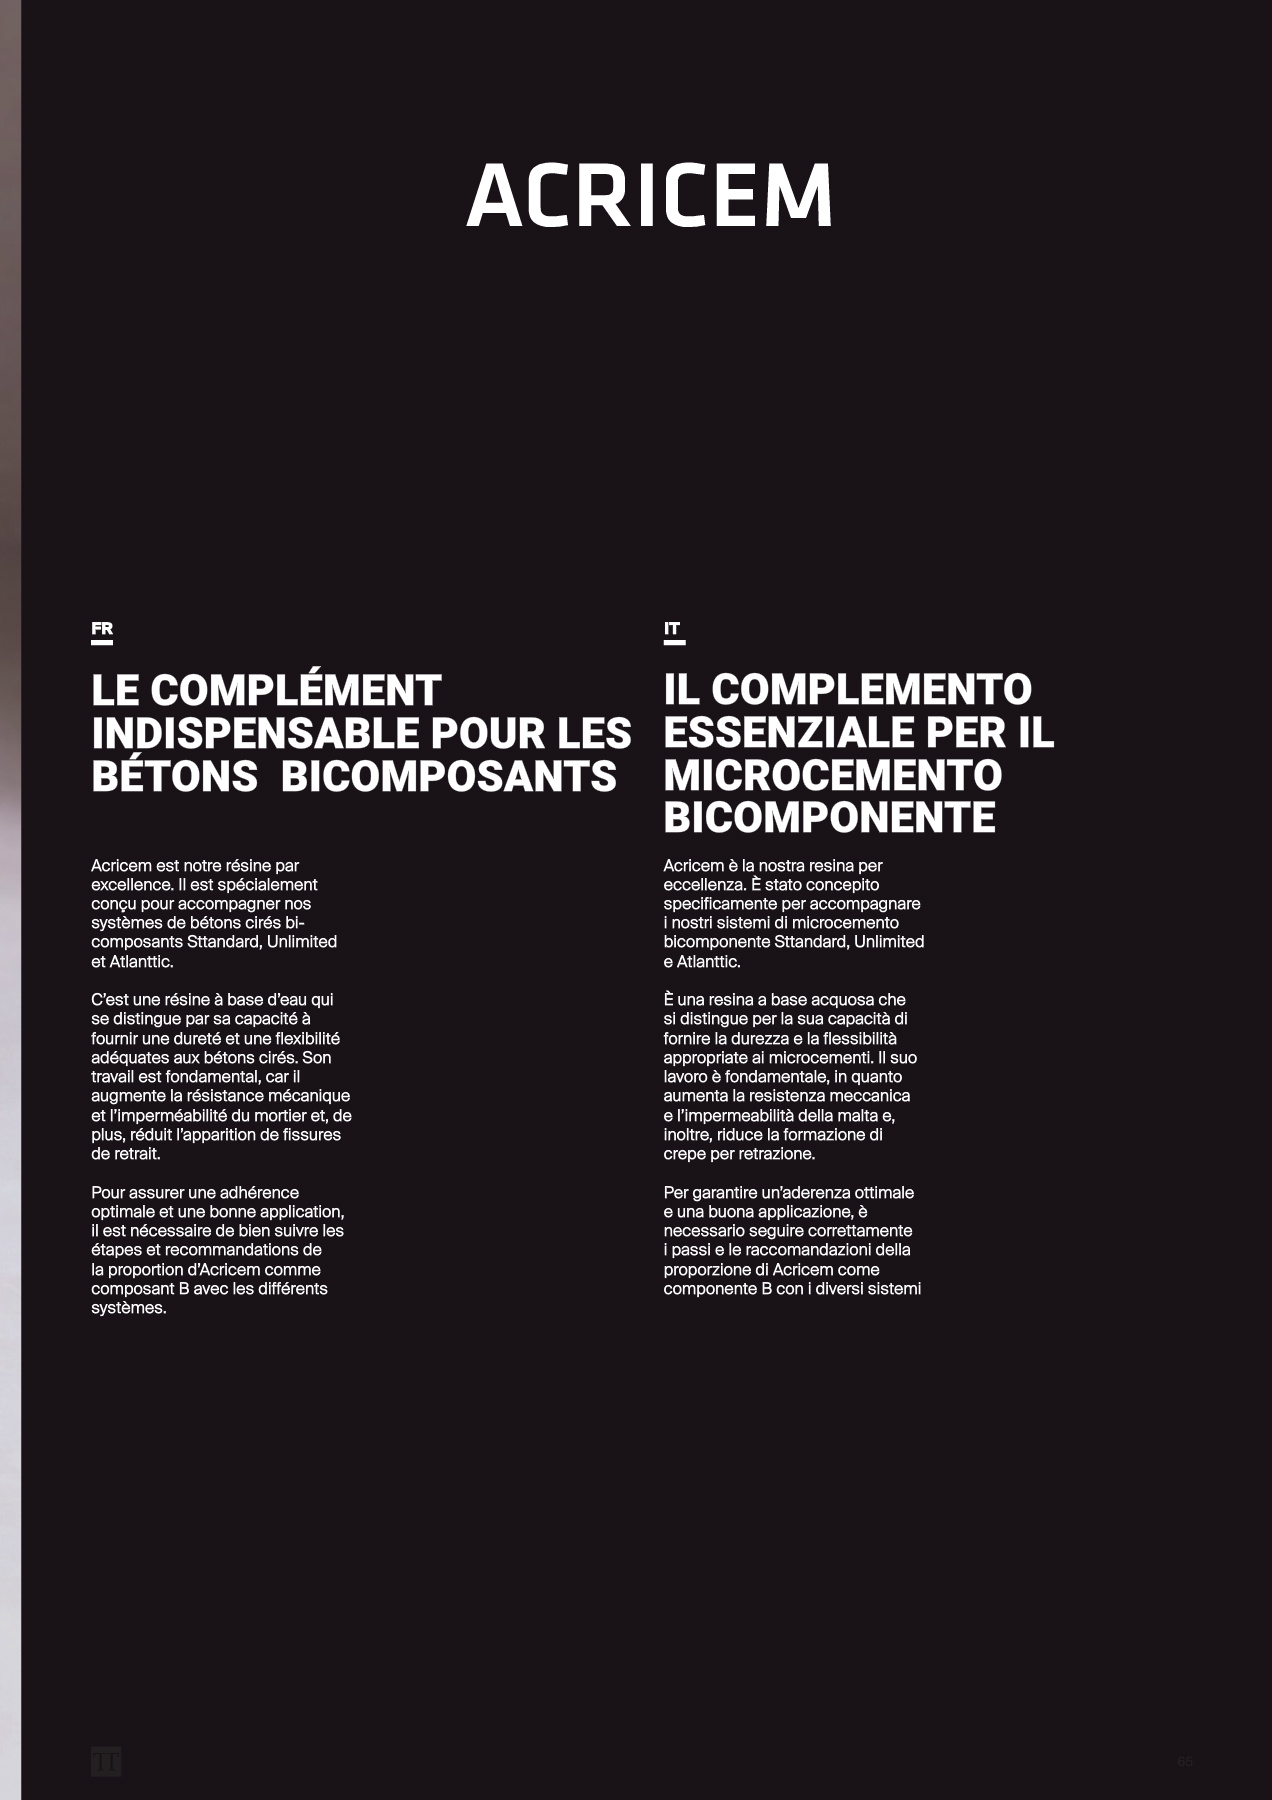 ACRICEM
FR
LE COMPLÉMENT
INDISPENSABLE POUR LES
BÉTONS  BICOMPOSANTS
Acricem est notre résine par
excellence. Il est spécialement
conçu pour accompagner nos
systèmes de bétons cirés bi-
composants Sttandard, Unlimited
et Atlanttic.
C'est une résine à base d'eau qui
se distingue par sa capacité à
fournir une dureté et une flexibilité
adéquates aux bétons cirés. Son
travail est fondamental, car il
augmente la résistance mécanique
et l'imperméabilité du mortier et, de
plus, réduit l'apparition de fissures
de retrait.
Pour assurer une adhérence
optimale et une bonne application,
il est nécessaire de bien suivre les
étapes et recommandations de
la proportion d'Acricem comme
composant B avec les différents
systèmes.
IT
IL COMPLEMENTO
ESSENZIALE PER IL
MICROCEMENTO
BICOMPONENTE
Acricem è la nostra resina per
eccellenza. È stato concepito
specificamente per accompagnare
i nostri sistemi di microcemento
bicomponente Sttandard, Unlimited
e Atlanttic.
È una resina a base acquosa che
si distingue per la sua capacità di
fornire la durezza e la flessibilità
appropriate ai microcementi. Il suo
lavoro è fondamentale, in quanto
aumenta la resistenza meccanica
e l'impermeabilità della malta e,
inoltre, riduce la formazione di
crepe per retrazione.
Per garantire un'aderenza ottimale
e una buona applicazione, è
necessario seguire correttamente
i passi e le raccomandazioni della
proporzione di Acricem come
componente B con i diversi sistemi
TT
65